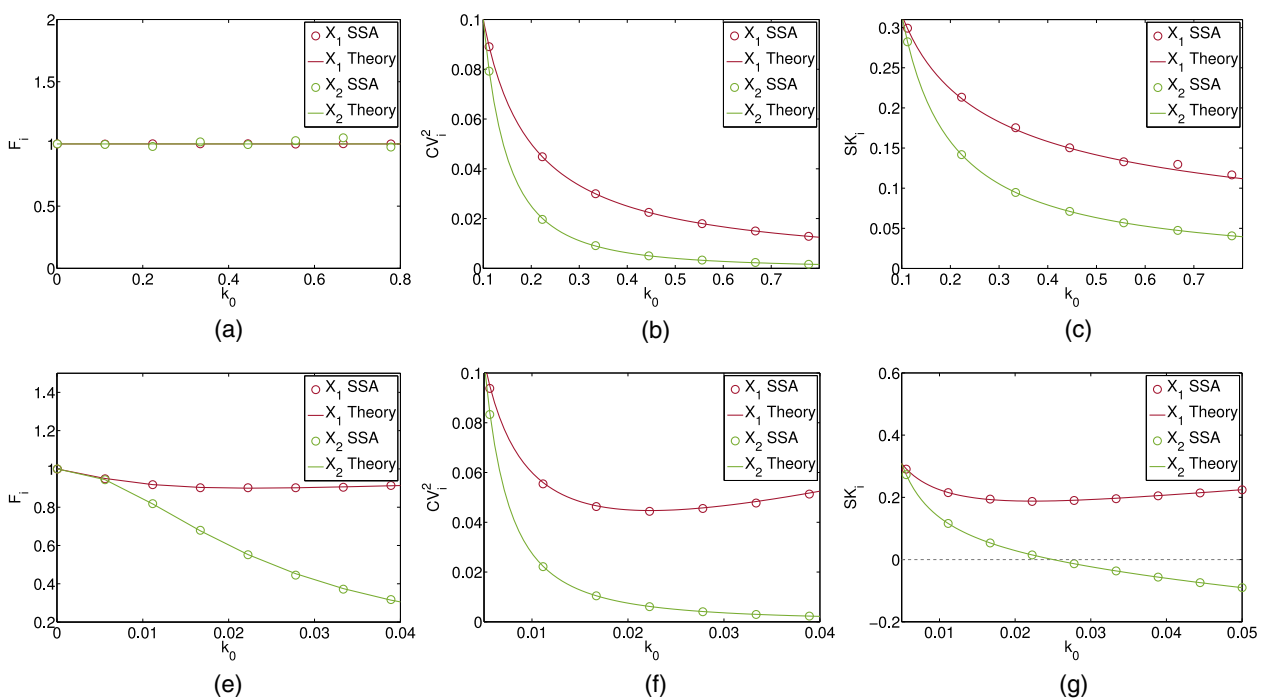 2
1.5
1
0.5
0
F_i
0 0.2 0.4 0.6 0.8
k_0
X_1 SSA
X_1 Theory
X_2 SSA
X_2 Theory
(a)
0.1
0.08
0.06
0.04
0.02
0
CV_i^2
0.1 0.2 0.3 0.4 0.5 0.6 0.7
k_0
X_1 SSA
X_1 Theory
X_2 SSA
X_2 Theory
(b)
0.3
0.25
0.2
0.15
0.1
0.05
0
SK_i
0.1 0.2 0.3 0.4 0.5 0.6 0.7
k_0
X_1 SSA
X_1 Theory
X_2 SSA
X_2 Theory
(c)
1.4
1.2
1
0.8
0.6
0.4
0.2
F_i
0 0.01 0.02 0.03 0.04
k_0
X_1 SSA
X_1 Theory
X_2 SSA
X_2 Theory
(e)
0.1
0.08
0.06
0.04
0.02
0
CV_i^2
0.01 0.02 0.03 0.04
k_0
X_1 SSA
X_1 Theory
X_2 SSA
X_2 Theory
(f)
0.6
0.4
0.2
0
−0.2
SK_i
0.01 0.02 0.03 0.04 0.05
k_0
X_1 SSA
X_1 Theory
X_2 SSA
X_2 Theory
(g)